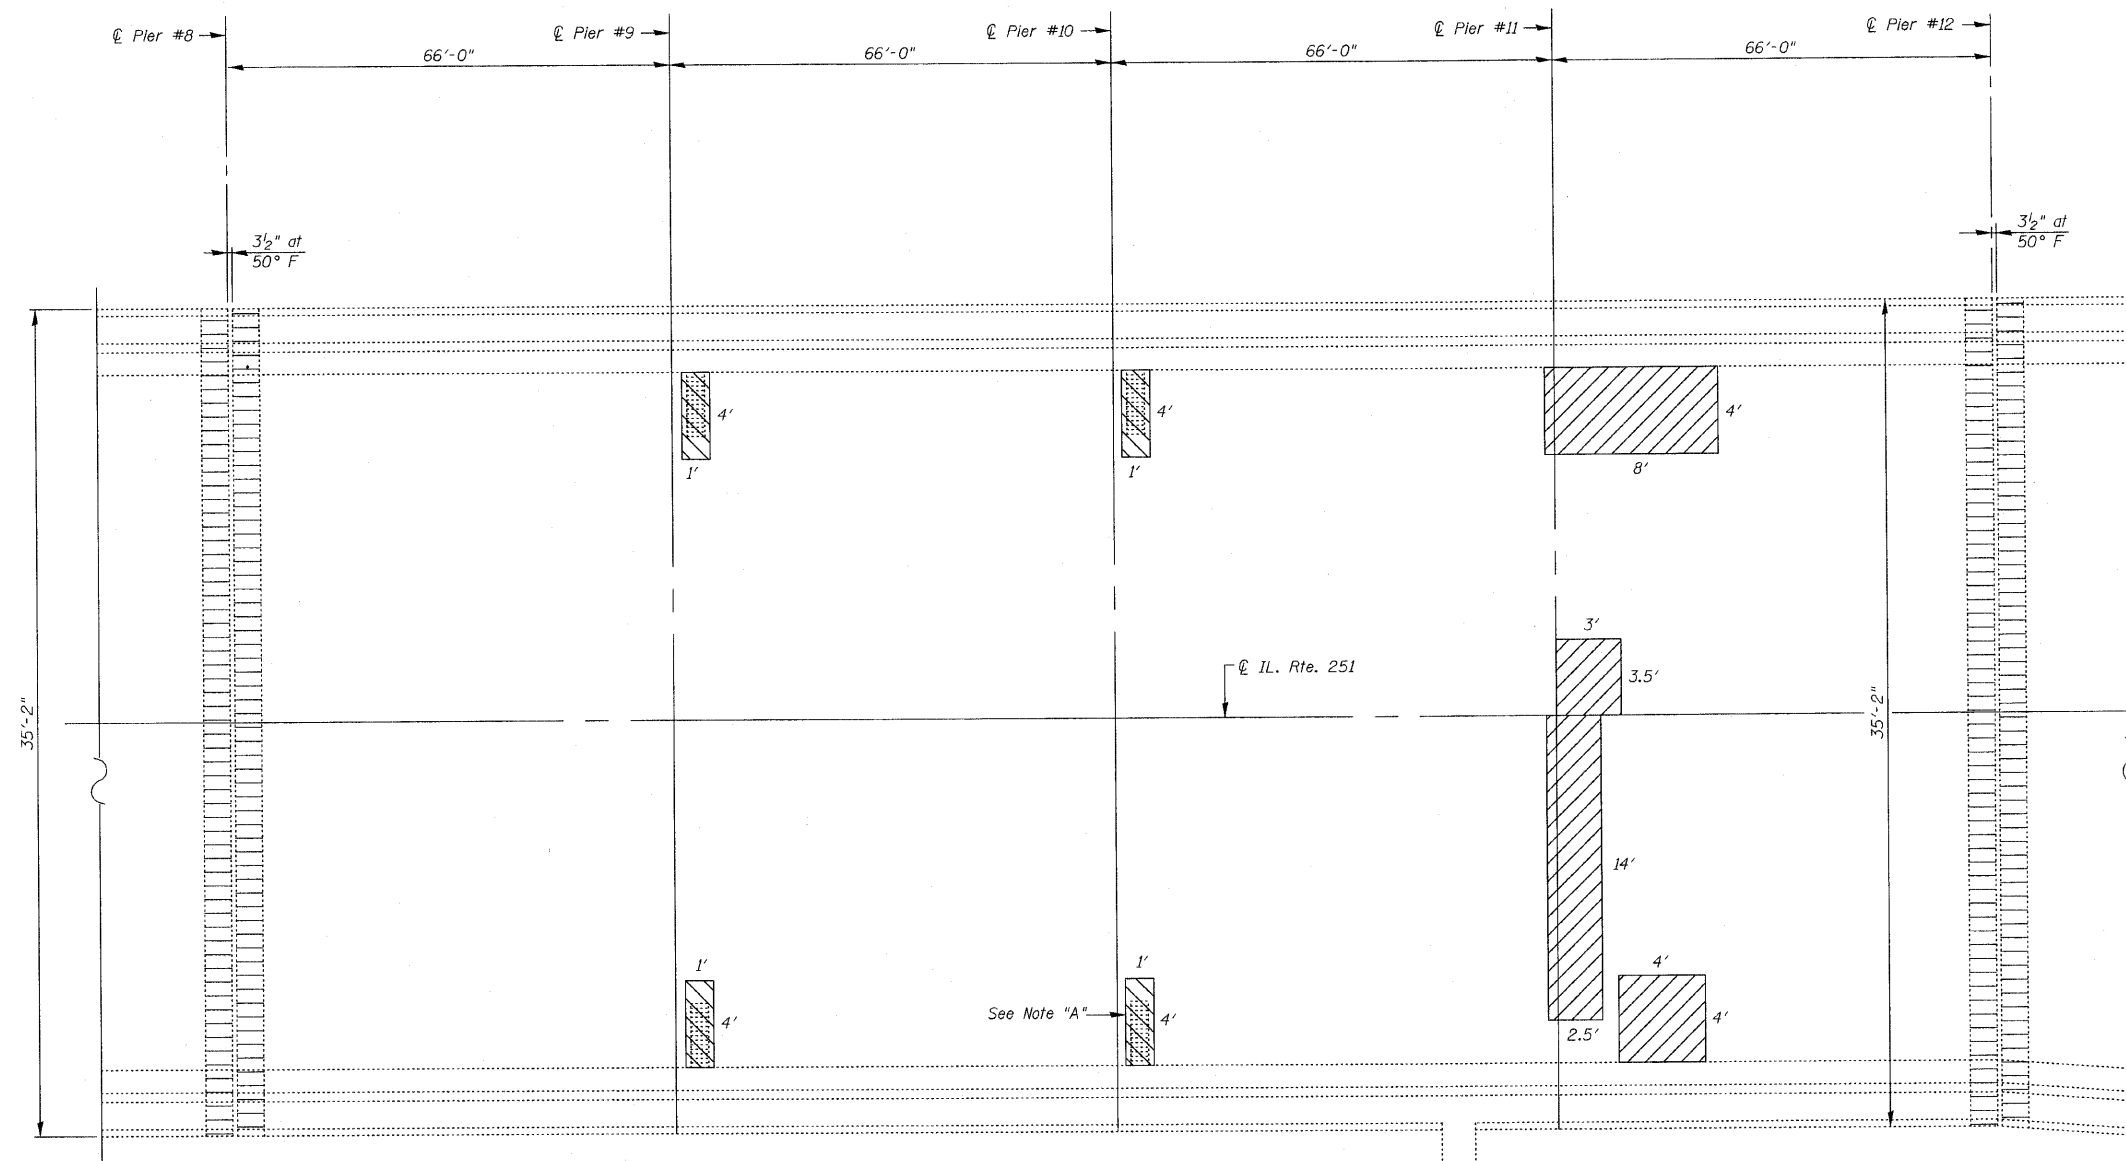 ℄ Pier #8
℄ Pier #9
℄ Pier #10
℄ Pier #11
℄ Pier #12
66'-0"
66'-0"
66'-0"
66'-0"
3½" at
50° F
3½" at
50° F
4'
1'
4'
1'
4'
8'
3'
3.5'
℄ IL. Rte. 251
35'-2"
35'-2"
14'
1'
4'
1'
4'
See Note "A"
4'
4'
2.5'